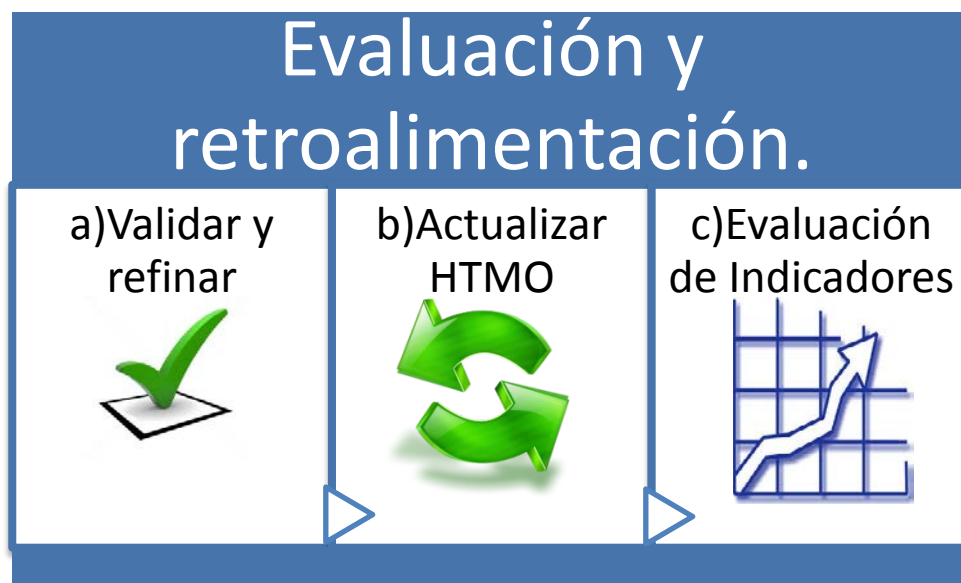 Evaluación y
retroalimentación.
a)Validar y
refinar
b)Actualizar
HTMO
c)Evaluación
de Indicadores